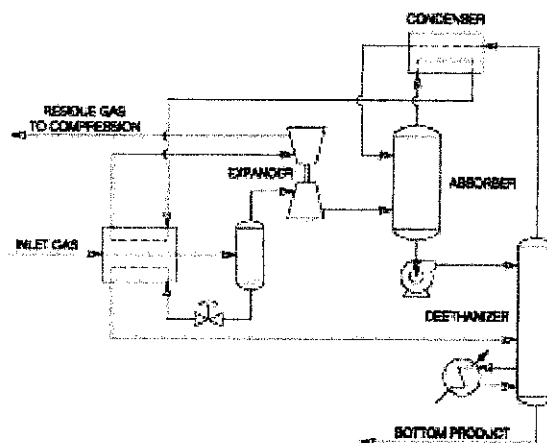 CONDENSER
RESIDUE GAS
TO COMPRESSION
EXPANDER
ABSORBER
INLET GAS
DEETHANIZER
BOTTOM PRODUCT